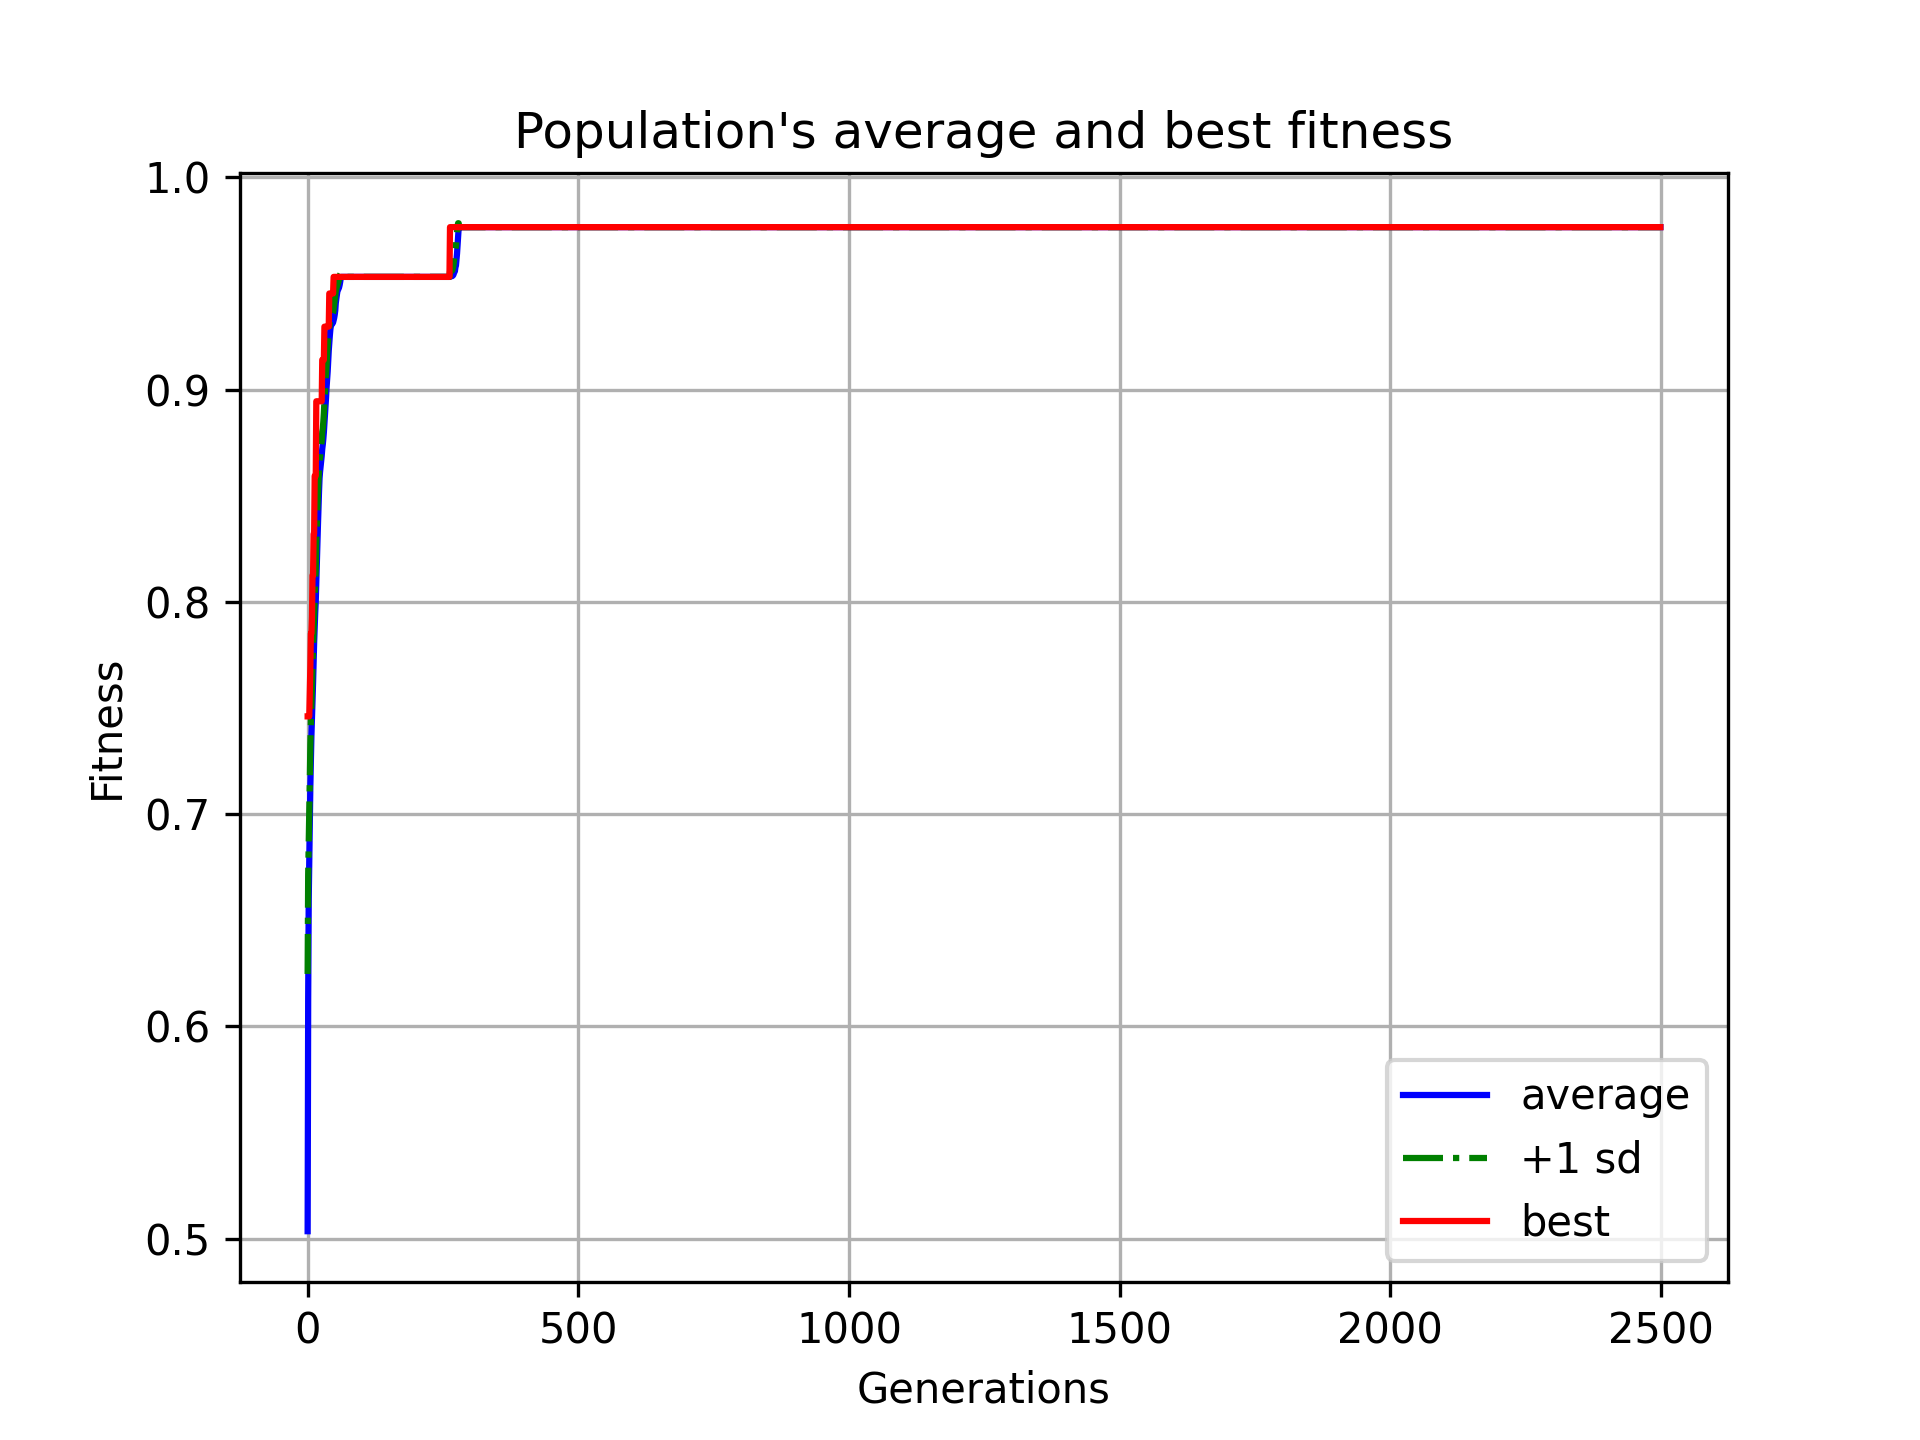 Population's average and best fitness
1.0
0.9
0.8
0.7
0.6
0.5
Fitness
average
+1 sd
best
0 500 1000 1500 2000 2500
Generations